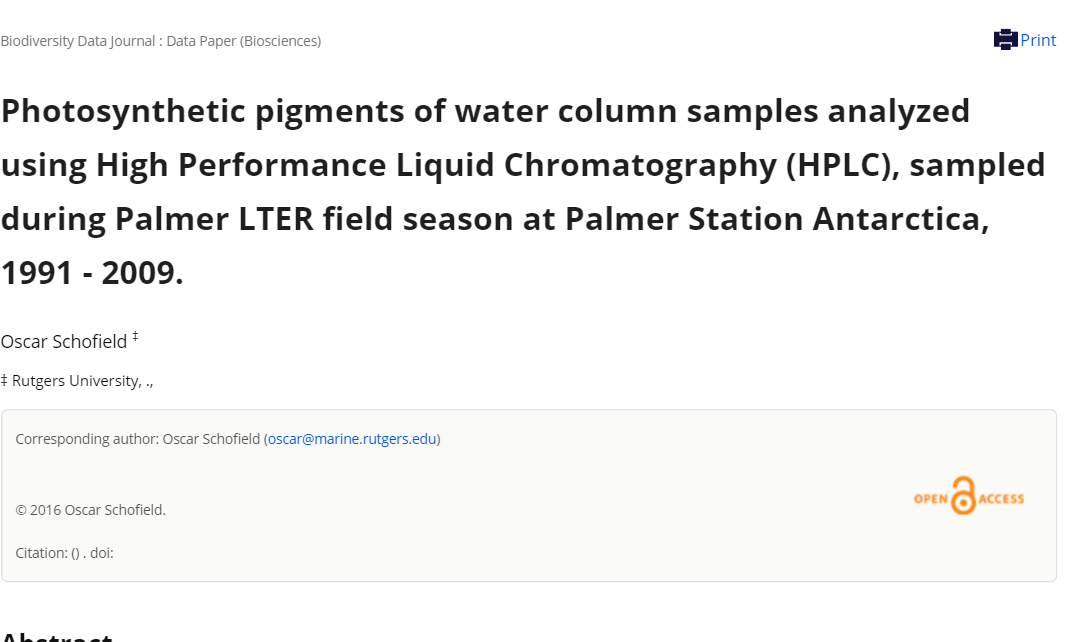 Biodiversity Data Journal : Data Paper (Biosciences)
Print
Photosynthetic pigments of water column samples analyzed
using High Performance Liquid Chromatography (HPLC), sampled
during Palmer LTER field season at Palmer Station Antarctica,
1991 - 2009.
Oscar Schofield ‡
‡ Rutgers University, .,
Corresponding author: Oscar Schofield (oscar@marine.rutgers.edu)
OPEN ACCESS
© 2016 Oscar Schofield.
Citation: () . doi:
Abstract